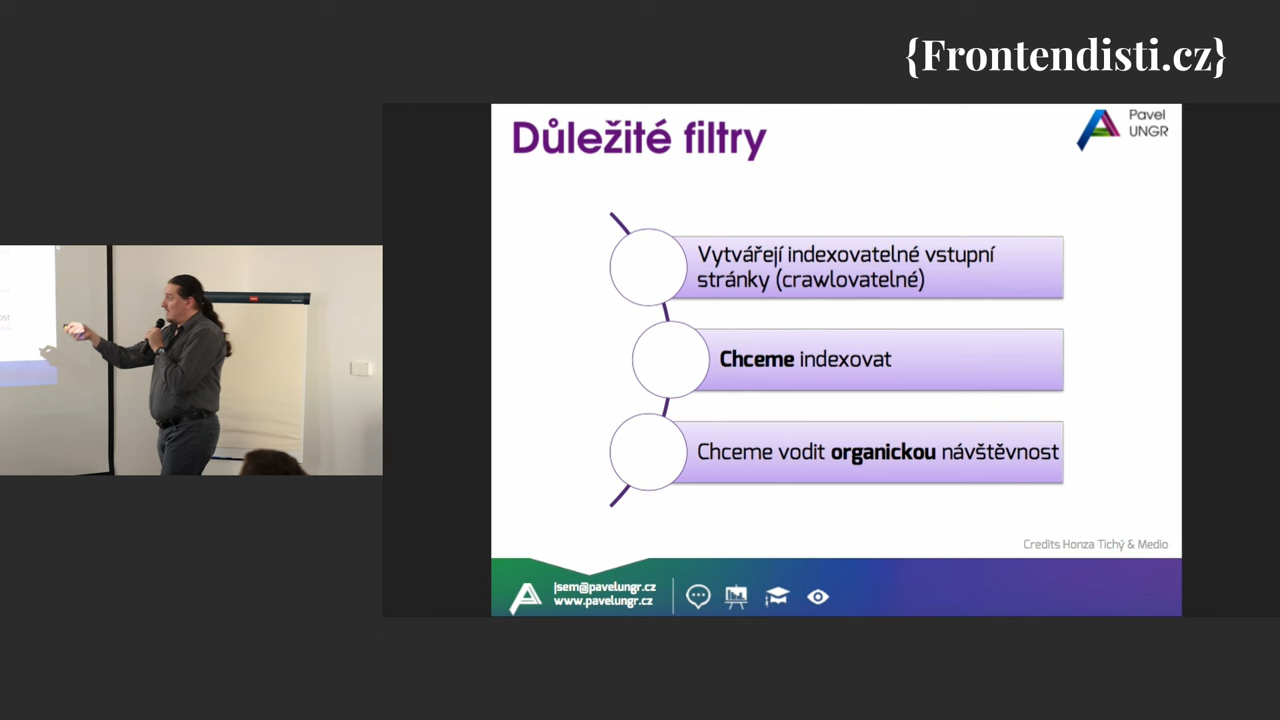 {Frontendisti.cz}
Důležité filtry
Pavel
UNGR
Vytvářejí indexovatelné vstupní
stránky (crawlovatelné)
Chceme indexovat
Chceme vodit organickou návštěvnost
Credits Honza Tichý & Medio
jsem@pavelungr.cz
www.pavelungr.cz
ost